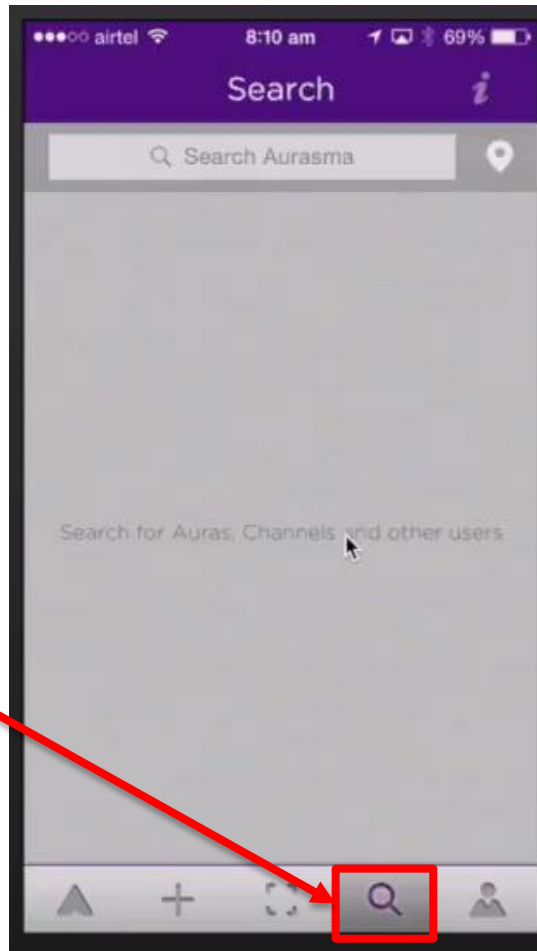 airtel 8:10 am 69%
Search i
Search Aurasma
Search for Auras, Channels and other users